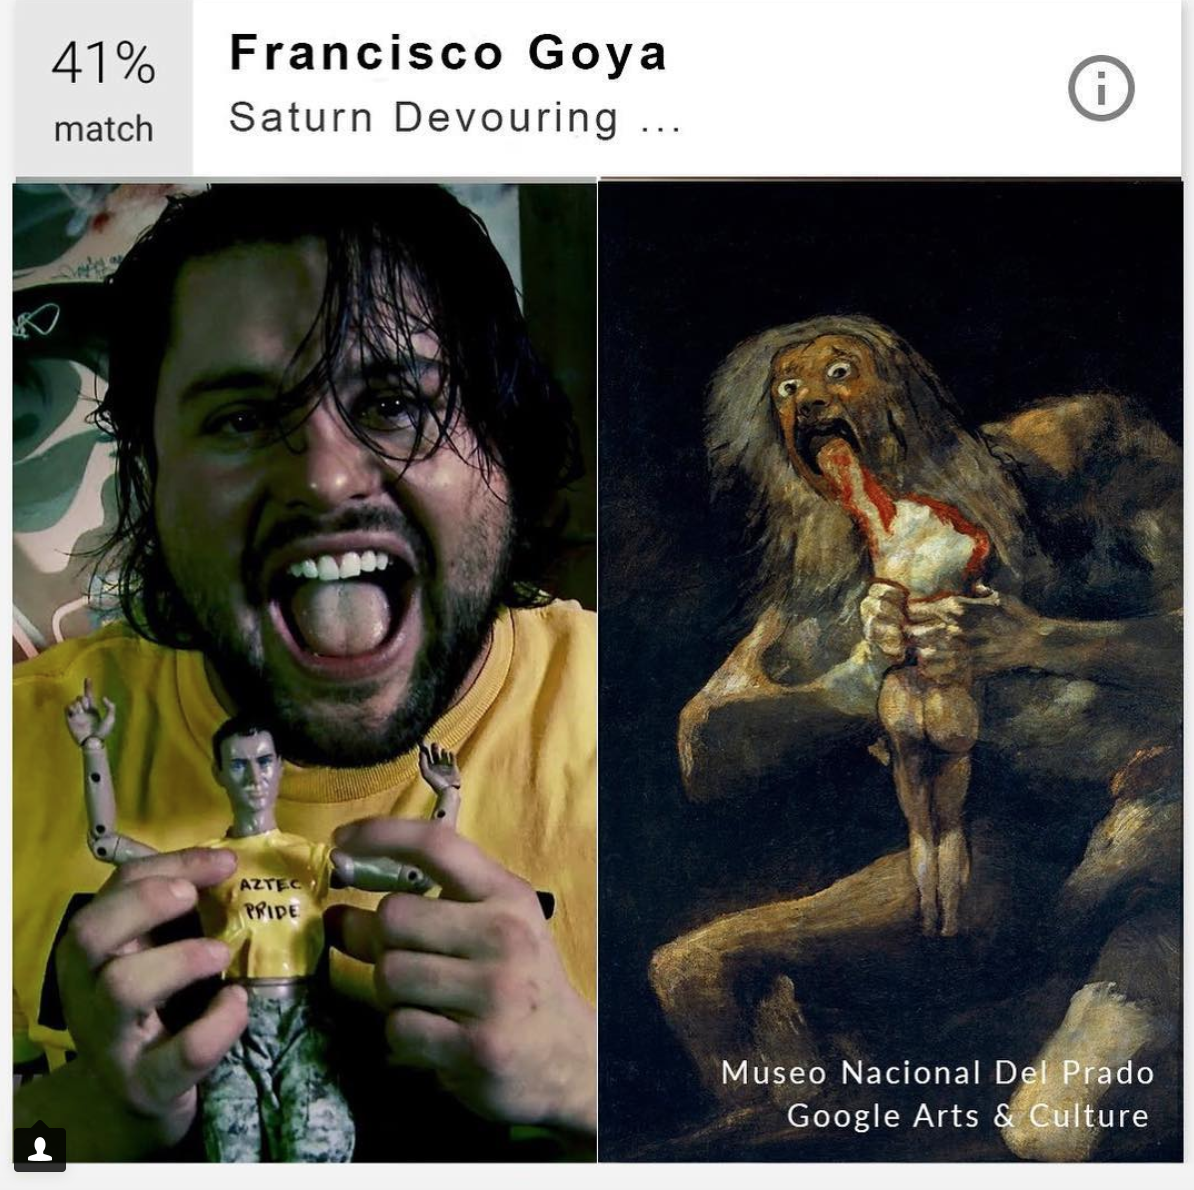 41%
match
Francisco Goya
Saturn Devouring ...
AZTEC
PRIDE
Museo Nacional Del Prado
Google Arts & Culture